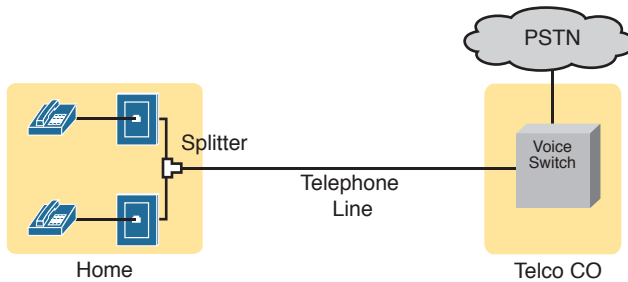 PSTN
Splitter
Voice
Switch
Telephone
Line
Home
Telco CO